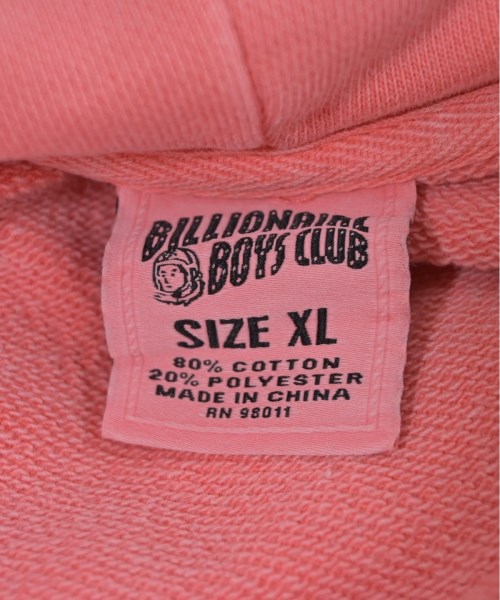 BILLIONAIRE
BOYS CLUB
SIZE XL
80% COTTON
20% POLYESTER
MADE IN CHINA
RN 98011